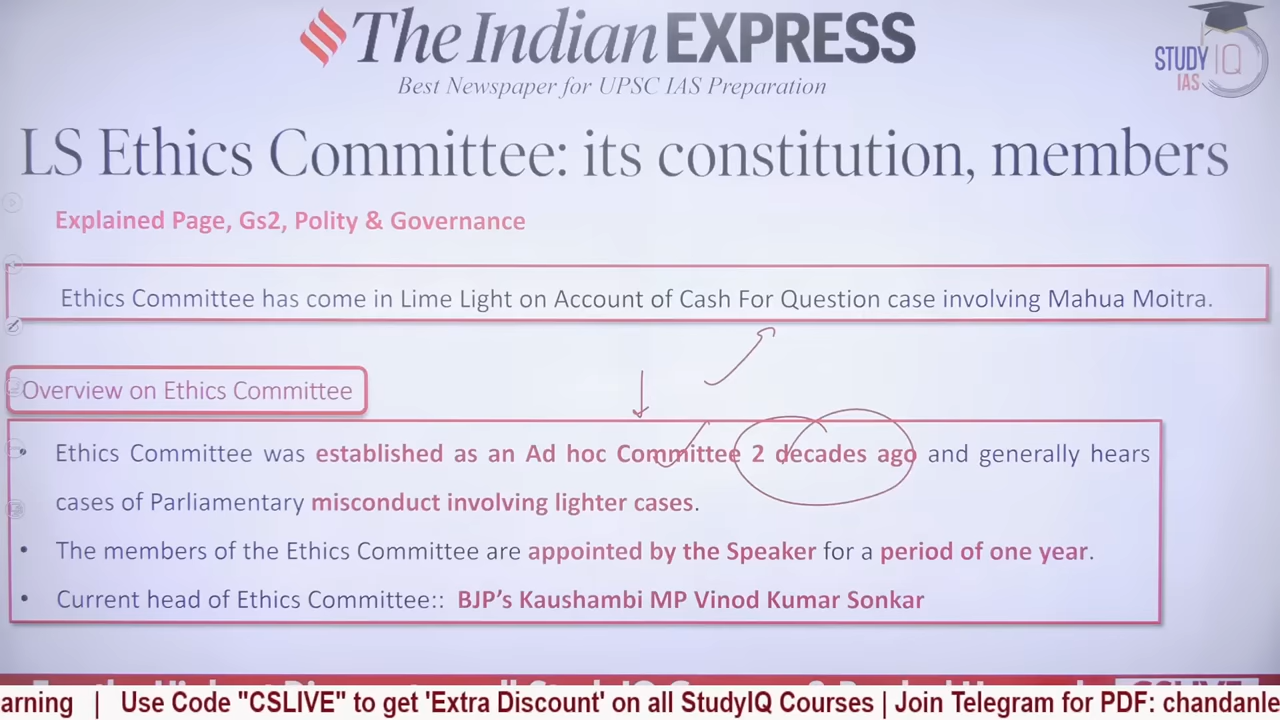 The Indian EXPRESS
Best Newspaper for UPSC IAS Preparation
STUDY IQ
IAS
LS Ethics Committee: its constitution, members
Explained Page, Gs2, Polity & Governance
Ethics Committee has come in Lime Light on Account of Cash For Question case involving Mahua Moitra.
Overview on Ethics Committee
• Ethics Committee was established as an Ad hoc Committee 2 decades ago and generally hears
cases of Parliamentary misconduct involving lighter cases.
• The members of the Ethics Committee are appointed by the Speaker for a period of one year.
• Current head of Ethics Committee:: BJP’s Kaushambi MP Vinod Kumar Sonkar
arning | Use Code "CSLIVE" to get 'Extra Discount' on all StudyIQ Courses | Join Telegram for PDF: chandanle